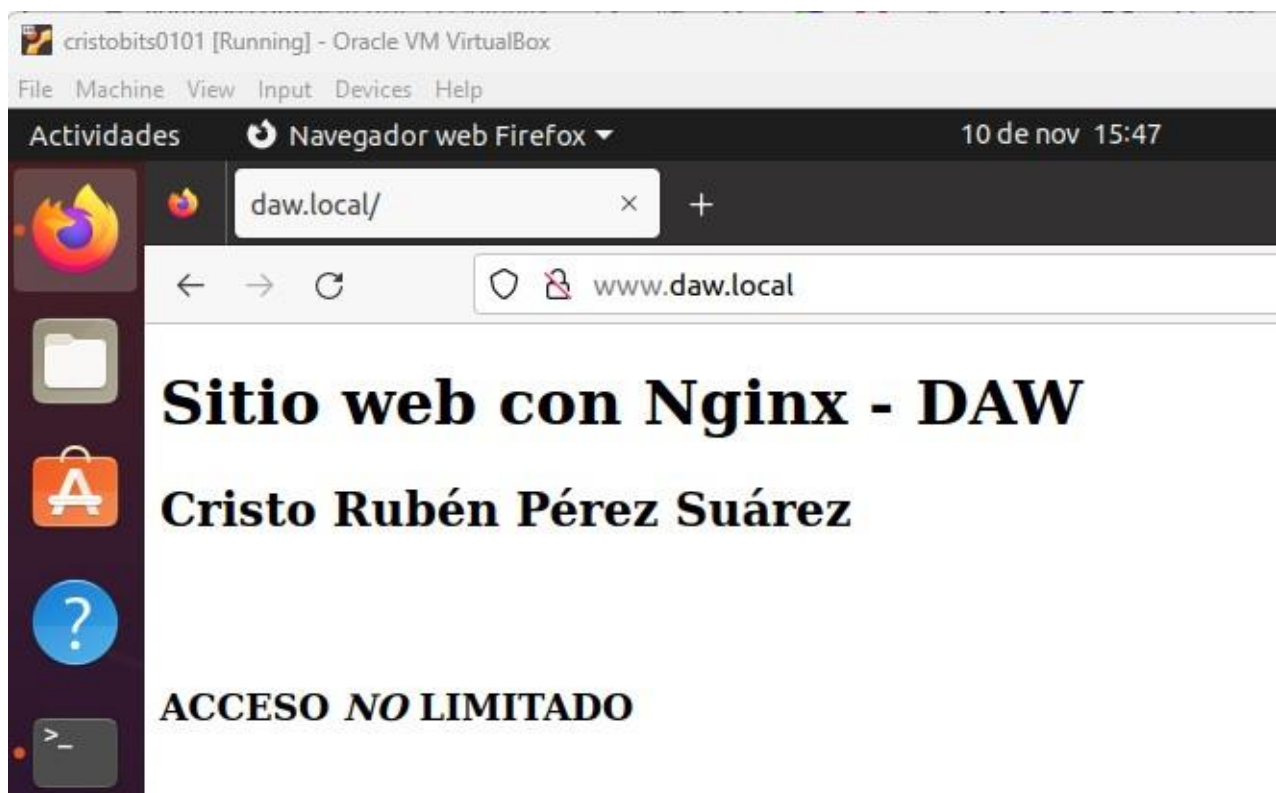 cristobits0101 [Running] - Oracle VM VirtualBox
File Machine View Input Devices Help
Actividades Navegador web Firefox 10 de nov 15:47
daw.local/
www.daw.local
Sitio web con Nginx - DAW
Cristo Rubén Pérez Suárez
ACCESO NO LIMITADO